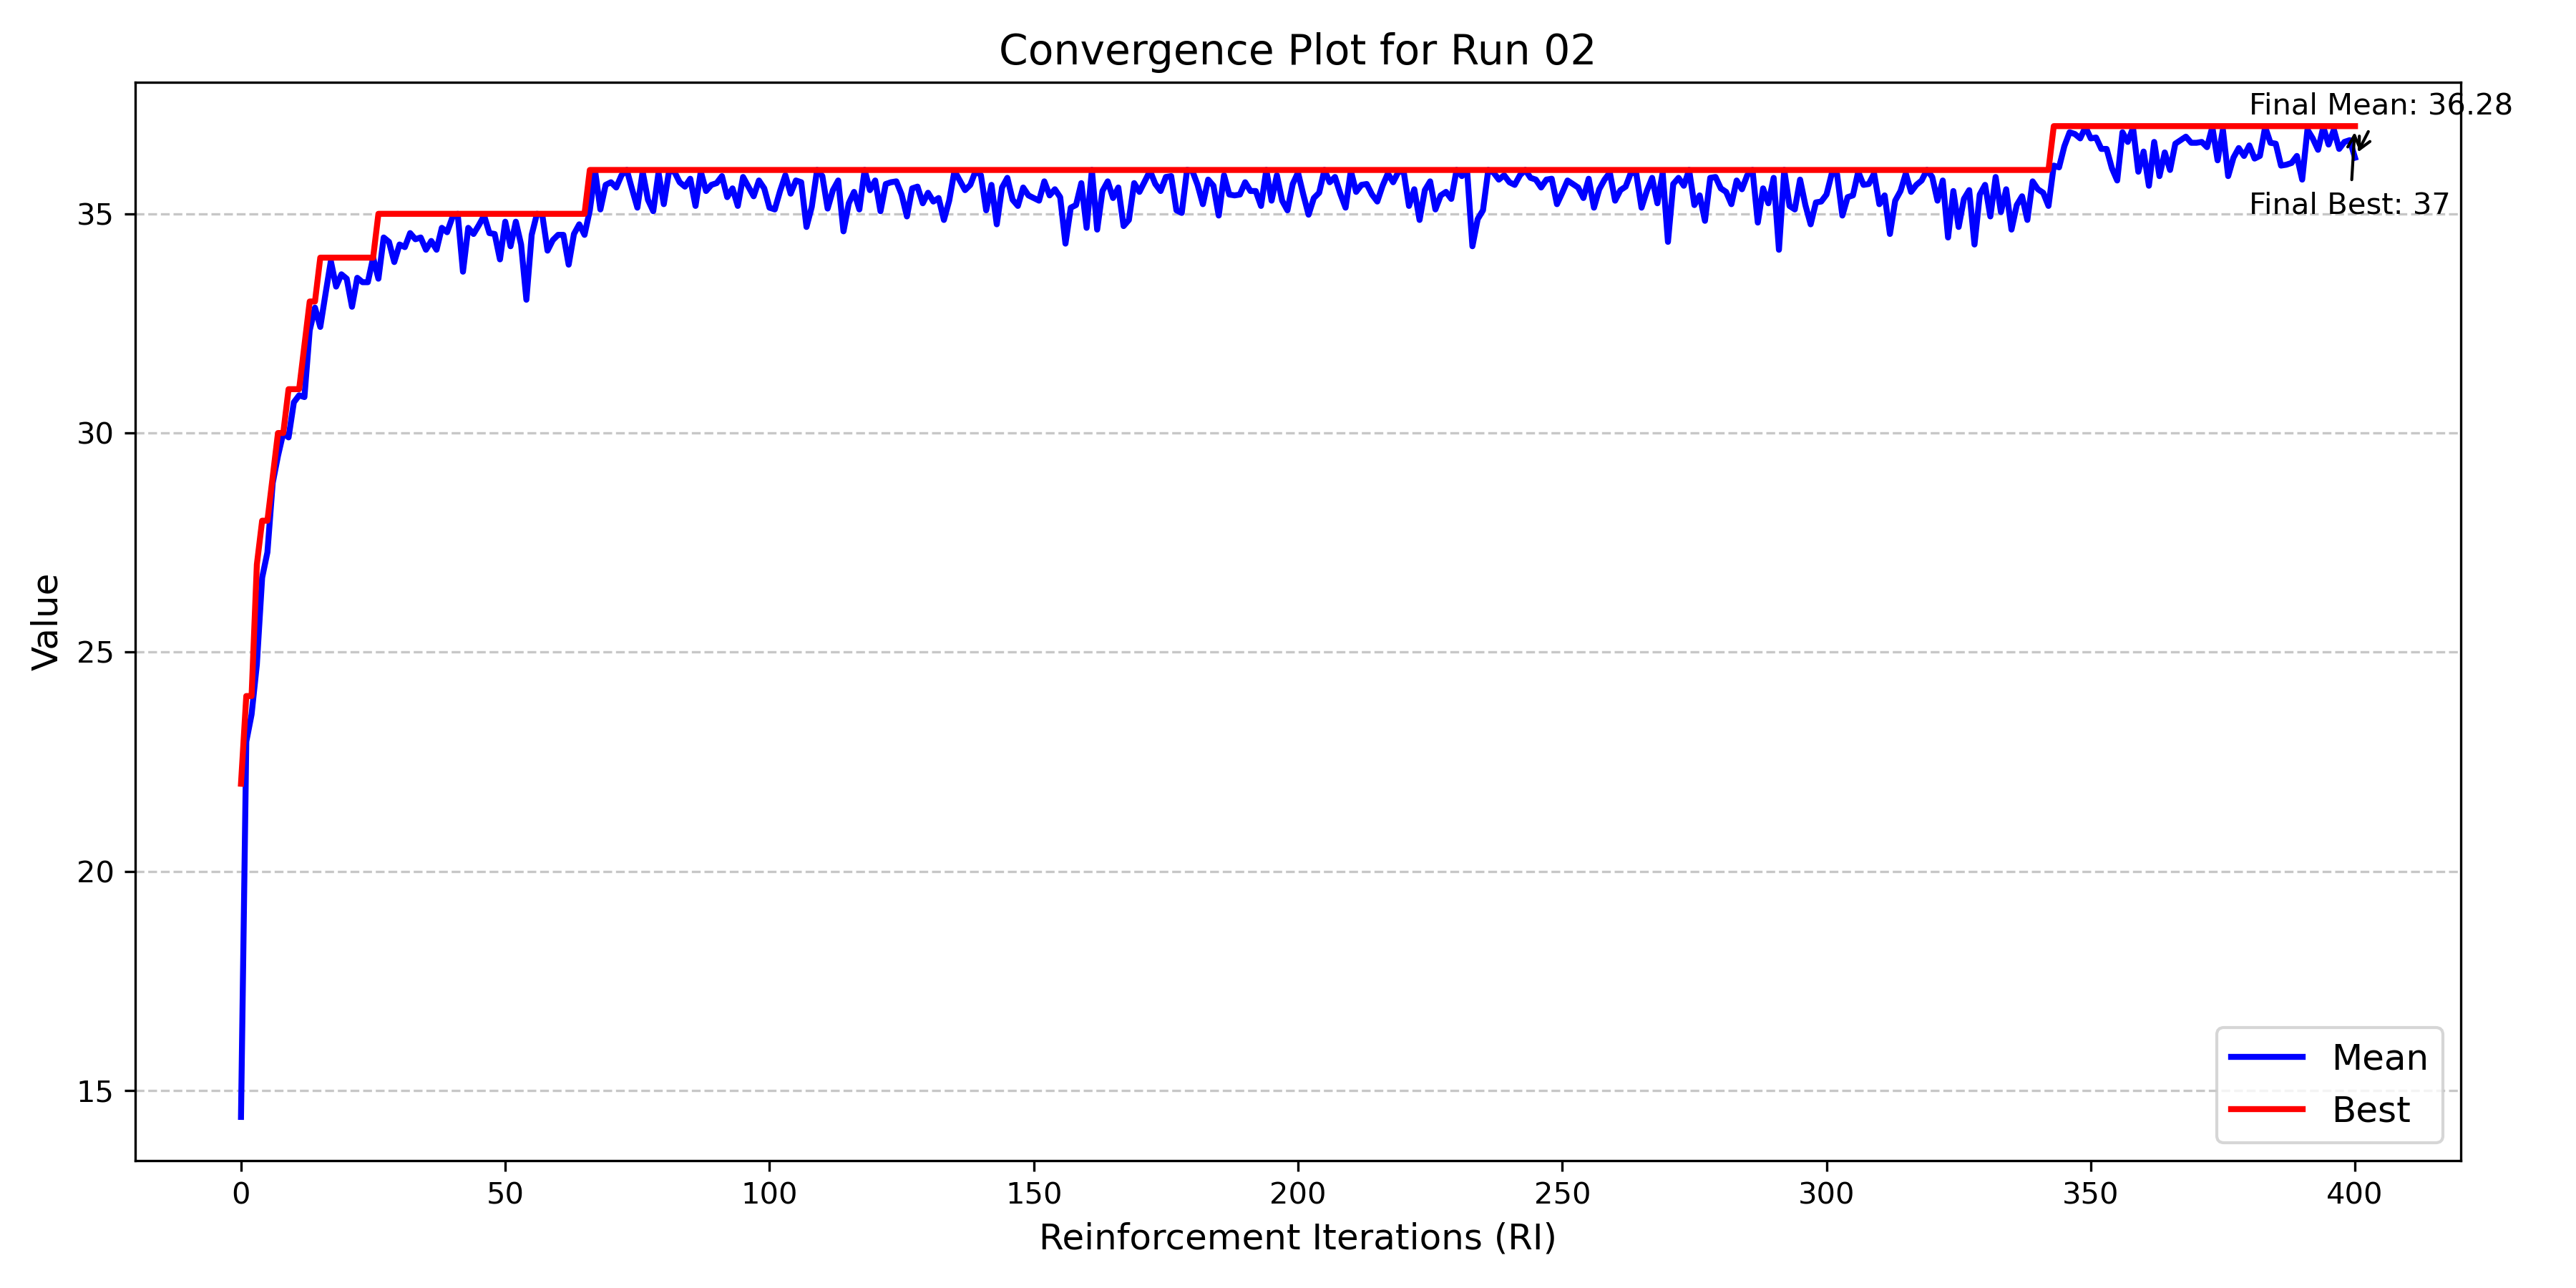 Convergence Plot for Run 02
Final Mean: 36.28
Final Best: 37
35
30
25
20
15
Value
0 50 100 150 200 250 300 350 400
Reinforcement Iterations (RI)
Mean
Best